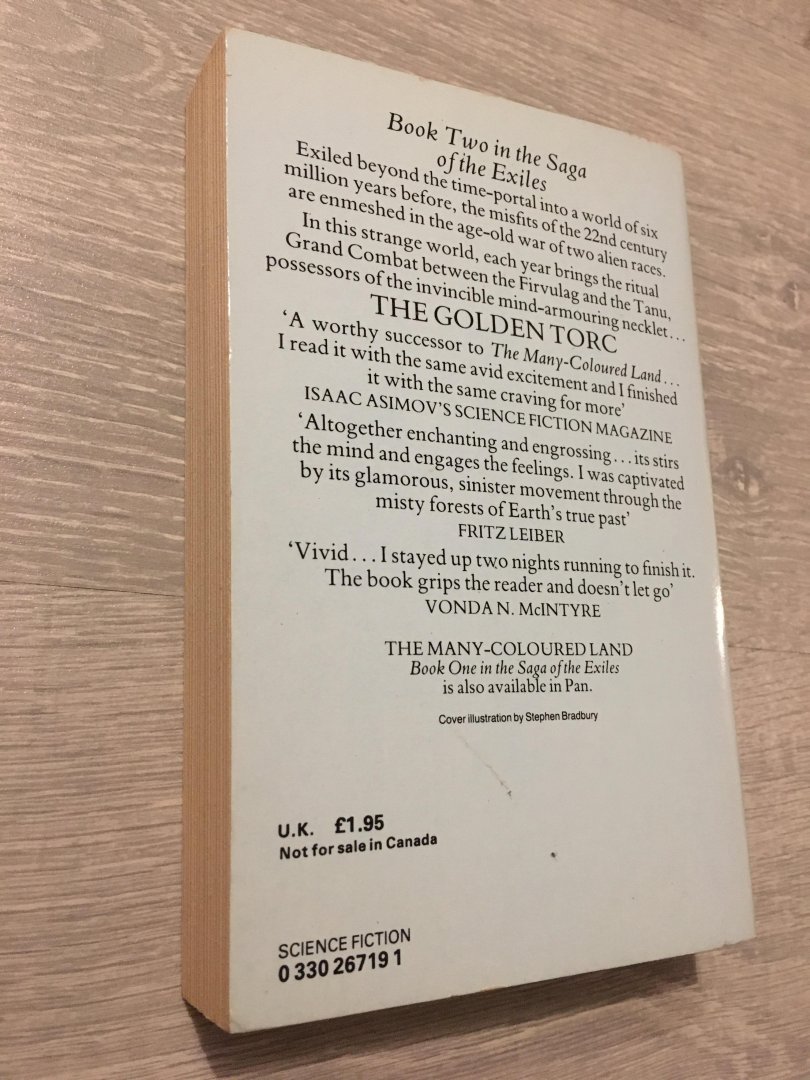 Book Two in the Saga
of the Exiles
Exiled beyond the time-portal into a world of six
million years before, the misfits of the 22nd century
are enmeshed in the age-old war of two alien races.
In this strange world, each year brings the ritual
Grand Combat between the Firvulag and the Tanu,
possessors of the invincible mind-armouring necklet...
THE GOLDEN TORC
‘A worthy successor to The Many-Coloured Land...
I read it with the same avid excitement and I finished
it with the same craving for more’
ISAAC ASIMOV'S SCIENCE FICTION MAGAZINE
‘Altogether enchanting and engrossing...its stirs
the mind and engages the feelings. I was captivated
by its glamorous, sinister movement through the
misty forests of Earth's true past’
FRITZ LEIBER
‘Vivid...I stayed up two nights running to finish it.
The book grips the reader and doesn't let go’
VONDA N. McINTYRE
THE MANY-COLOURED LAND
Book One in the Saga of the Exiles
is also available in Pan.
Cover illustration by Stephen Bradbury
U.K. £1.95
Not for sale in Canada
SCIENCE FICTION
0 330 26719 1